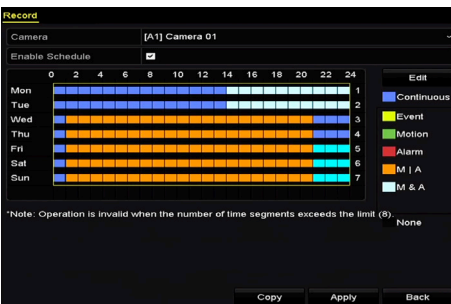 Record
Camera [A1] Camera 01
Enable Schedule
0 2 4 6 8 10 12 14 16 18 20 22 24 Edit
Mon 1 Continuous
Tue 2
Wed 3 Event
Thu 4 Motion
Fri 5 Alarm
Sat 6 M | A
Sun 7 M & A
*Note: Operation is invalid when the number of time segments exceeds the limit (8).
None
Copy Apply Back